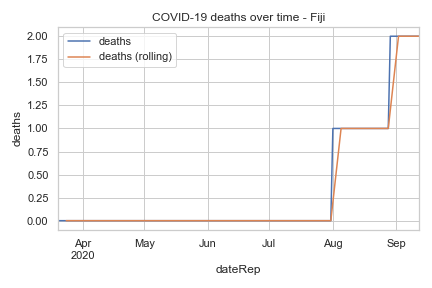 COVID-19 deaths over time - Fiji
deaths
deaths (rolling)
2.00
1.75
1.50
1.25
1.00
0.75
0.50
0.25
0.00
deaths
Apr
2020
May
Jun
Jul
Aug
Sep
dateRep